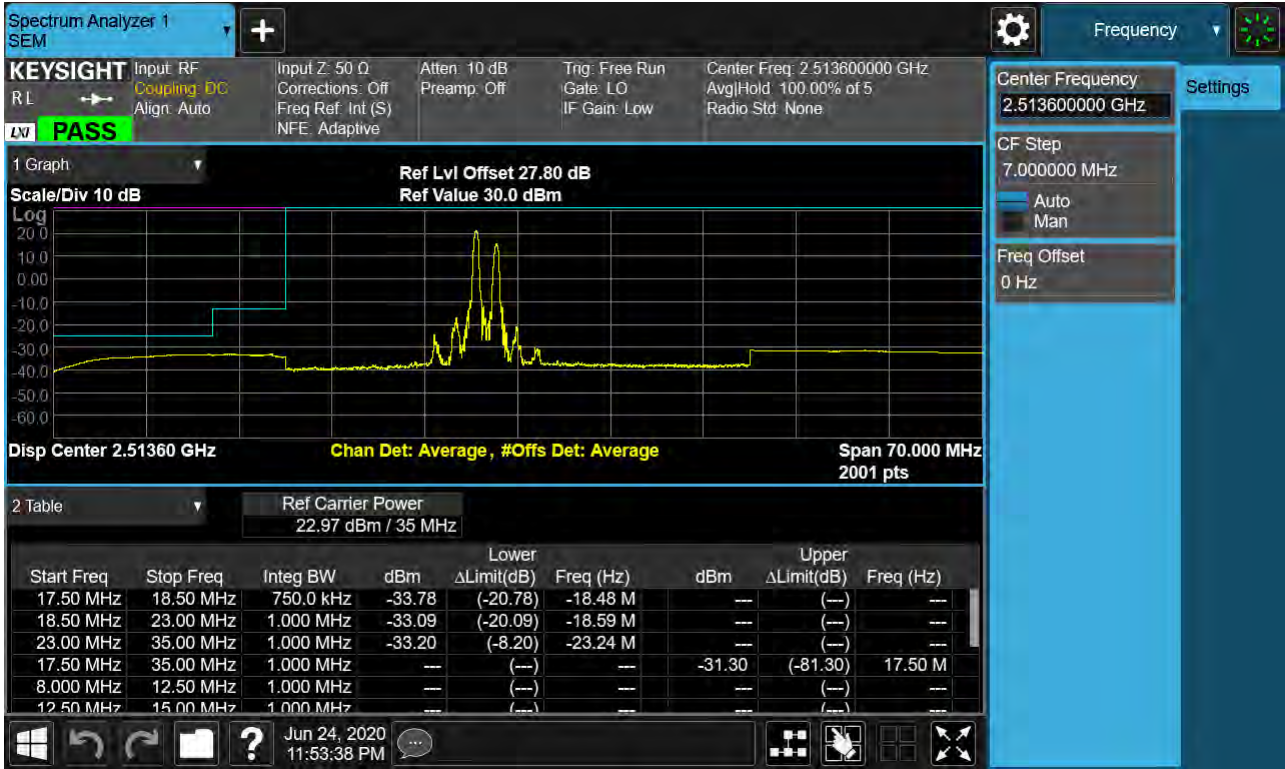 Spectrum Analyzer 1
SEM
Frequency
KEYSIGHT
R L
LXI
PASS
Input: RF
Coupling: DC
Align: Auto
Input Z: 50 Ω
Corrections: Off
Freq Ref: Int (S)
NFE: Adaptive
Atten: 10 dB
Preamp: Off
Trig: Free Run
Gate: LO
IF Gain: Low
Center Freq: 2.513600000 GHz
Avg|Hold: 100.00% of 5
Radio Std: None
Center Frequency
2.513600000 GHz
Settings
CF Step
7.000000 MHz
Auto
Man
Freq Offset
0 Hz
1 Graph
Scale/Div 10 dB
Ref Lvl Offset 27.80 dB
Ref Value 30.0 dBm
Log
20.0
10.0
0.00
-10.0
-20.0
-30.0
-40.0
-50.0
-60.0
Disp Center 2.51360 GHz
Chan Det: Average, #Offs Det: Average
Span 70.000 MHz
2001 pts
2 Table
Ref Carrier Power
22.97 dBm / 35 MHz
Lower Upper
Start Freq Stop Freq Integ BW dBm ΔLimit(dB) Freq (Hz) dBm ΔLimit(dB) Freq (Hz)
17.50 MHz 18.50 MHz 750.0 kHz -33.78 (-20.78) -18.48 M --- (---) ---
18.50 MHz 23.00 MHz 1.000 MHz -33.09 (-20.09) -18.59 M --- (---) ---
23.00 MHz 35.00 MHz 1.000 MHz -33.20 (-8.20) -23.24 M --- (---) ---
17.50 MHz 35.00 MHz 1.000 MHz --- (---) --- -31.30 (-81.30) 17.50 M
8.000 MHz 12.50 MHz 1.000 MHz --- (---) --- --- (---) ---
12.50 MHz 15.00 MHz 1.000 MHz --- (---) --- --- (---) ---
Jun 24, 2020
11:53:38 PM